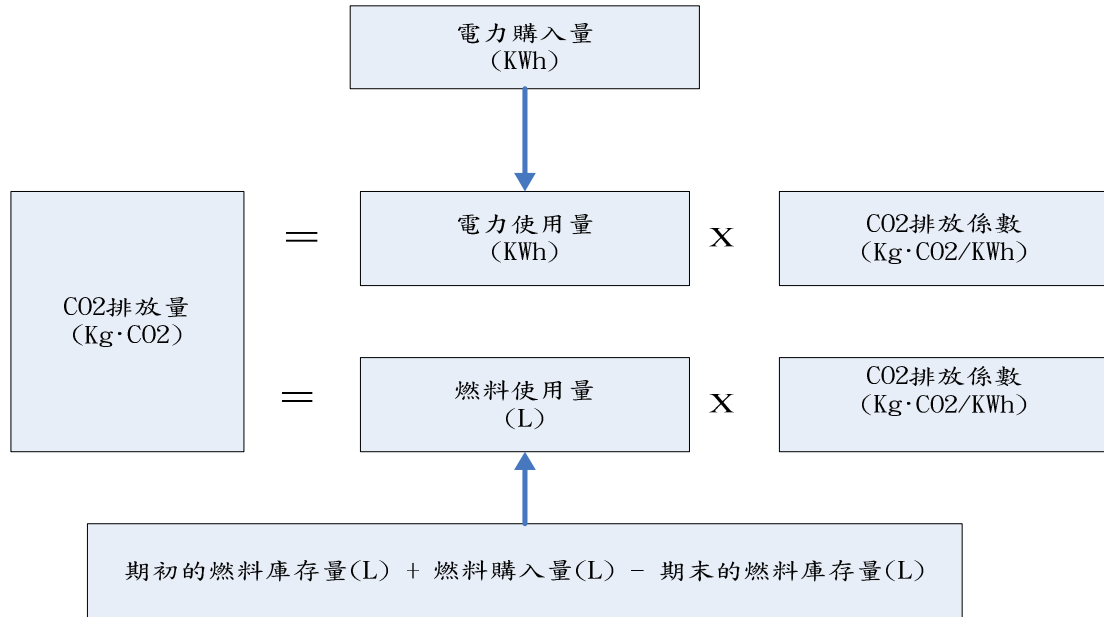 電力購入量
(KWh)
CO2排放量
(Kg·CO2)
=
電力使用量
(KWh)
X
CO2排放係數
(Kg·CO2/KWh)
=
燃料使用量
(L)
X
CO2排放係數
(Kg·CO2/KWh)
期初的燃料庫存量(L) + 燃料購入量(L) - 期末的燃料庫存量(L)